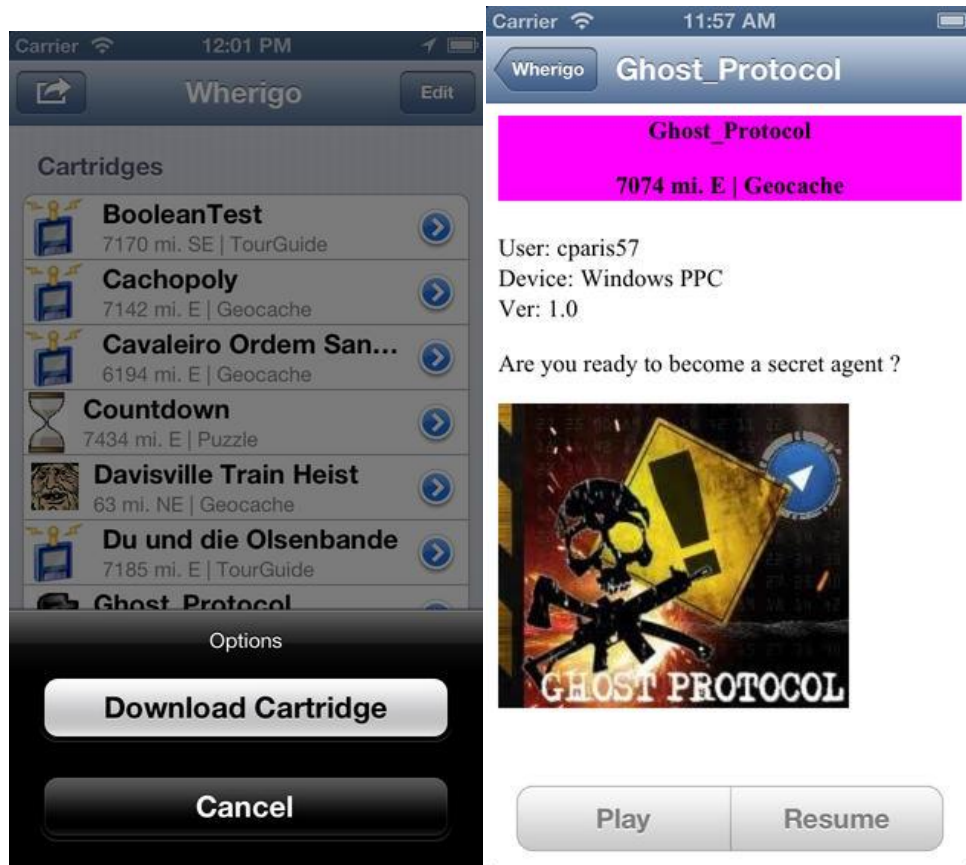 Carrier 12:01 PM
Wherigo Edit
Cartridges
BooleanTest
7170 mi. SE | TourGuide
Cachopoly
7142 mi. E | Geocache
Cavaleiro Ordem San...
6194 mi. E | Geocache
Countdown
7434 mi. E | Puzzle
Davisville Train Heist
63 mi. NE | Geocache
Du und die Olsenbande
7185 mi. E | TourGuide
Ghost_Protocol
Options
Download Cartridge
Cancel
Carrier 11:57 AM
Wherigo Ghost_Protocol
Ghost_Protocol
7074 mi. E | Geocache
User: cparis57
Device: Windows PPC
Ver: 1.0
Are you ready to become a secret agent ?
GHOST PROTOCOL
Play Resume